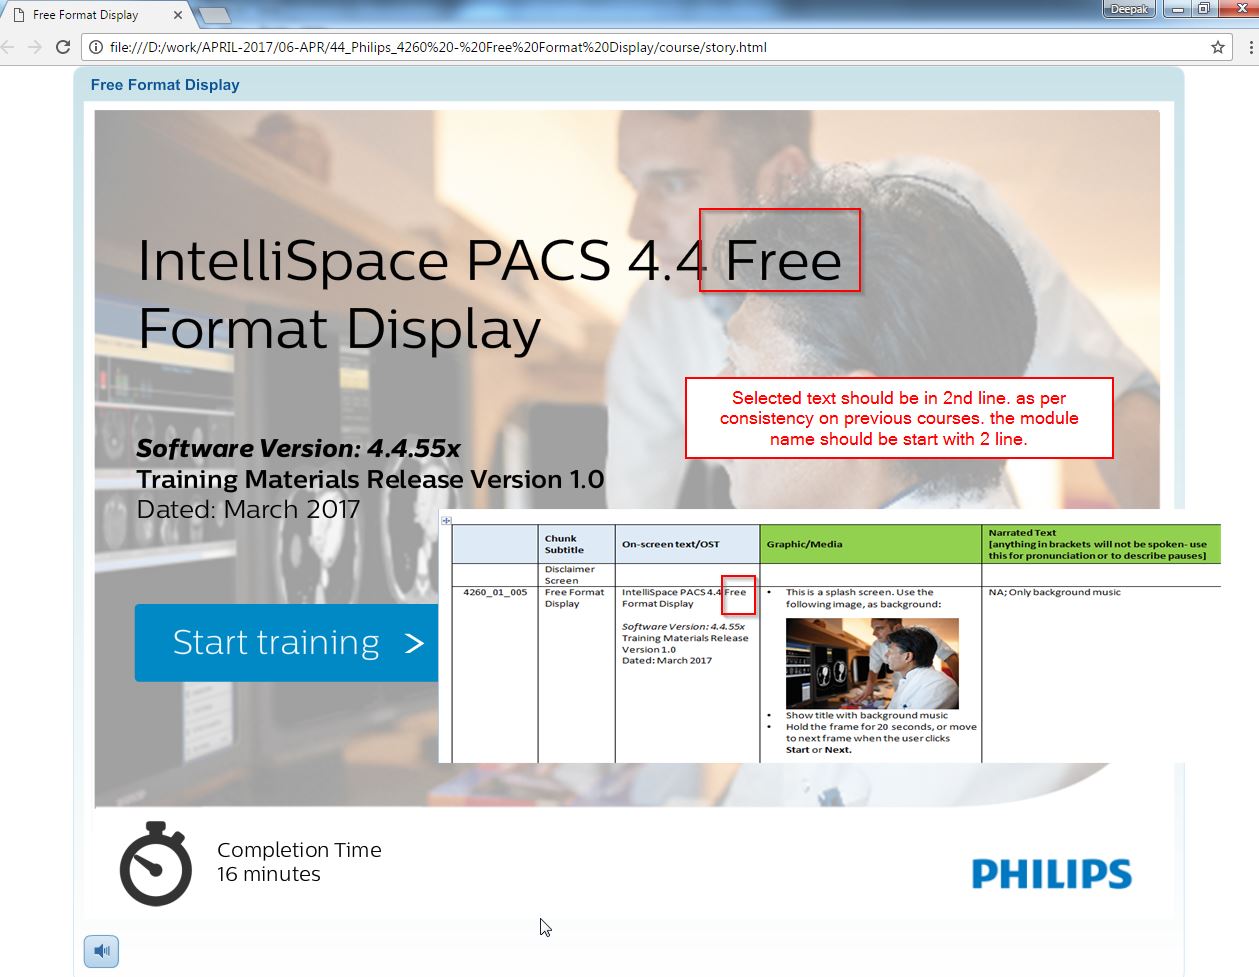 Free Format Display
Deepak
file:///D:/work/APRIL-2017/06-APR/44_Philips_4260%20-%20Free%20Format%20Display/course/story.html
Free Format Display
IntelliSpace PACS 4.4 Free
Format Display
Selected text should be in 2nd line. as per
consistency on previous courses. the module
name should be start with 2 line.
Software Version: 4.4.55x
Training Materials Release Version 1.0
Dated: March 2017
Start training >
Chunk
Subtitle
On-screen text/OST
Graphic/Media
Narrated Text
[anything in brackets will not be spoken- use
this for pronunciation or to describe pauses]
Disclaimer
Screen
4260_01_005
Free Format
Display
IntelliSpace PACS 4.4 Free
Format Display
Software Version: 4.4.55x
Training Materials Release
Version 1.0
Dated: March 2017
• This is a splash screen. Use the
following image, as background:
• Show title with background music
• Hold the frame for 20 seconds, or move
to next frame when the user clicks
Start or Next.
NA; Only background music
Completion Time
16 minutes
PHILIPS